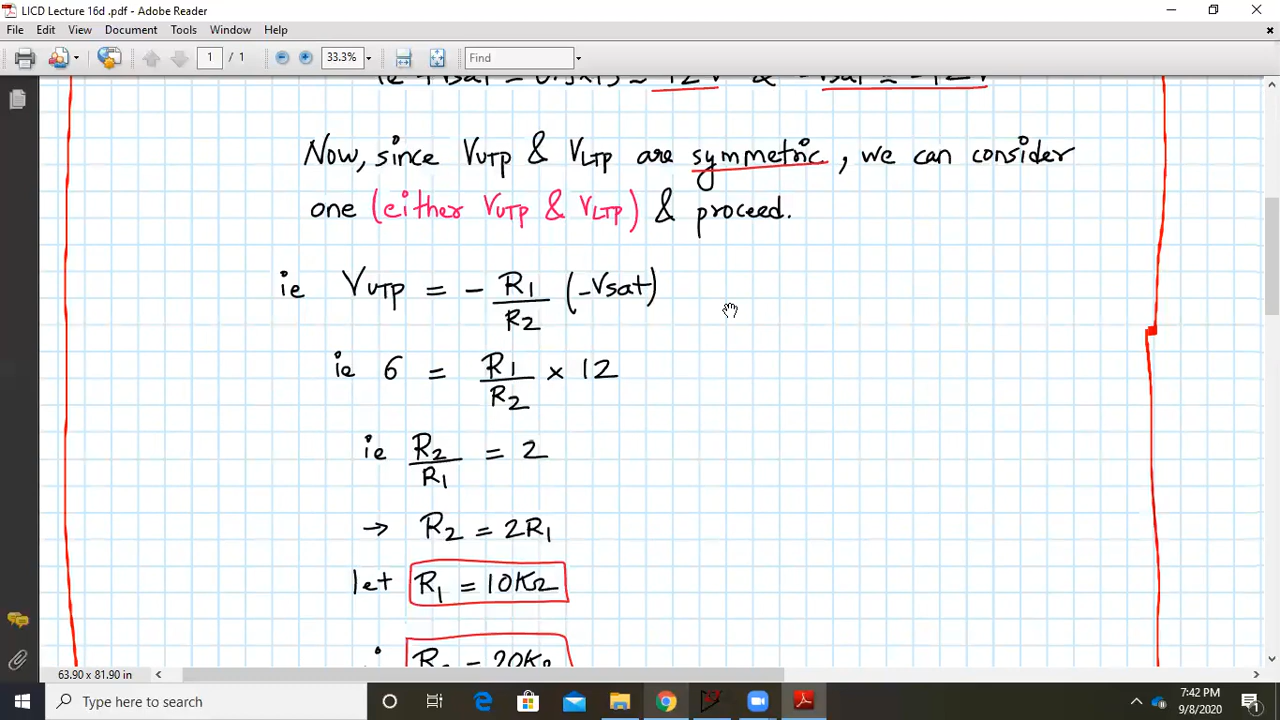 LICD Lecture 16d .pdf - Adobe Reader
File Edit View Document Tools Window Help
1 / 1 33.3% Find
Now, since VUTP & VLTP are symmetric, we can consider
one (either VUTP & VLTP) & proceed.
ie VUTP = - R1/R2 (-Vsat)
ie 6 = R1/R2 × 12
ie R2/R1 = 2
→ R2 = 2R1
let R1 = 10KΩ
R2 = 20KΩ
63.90 x 81.90 in
Type here to search
7:42 PM
9/8/2020